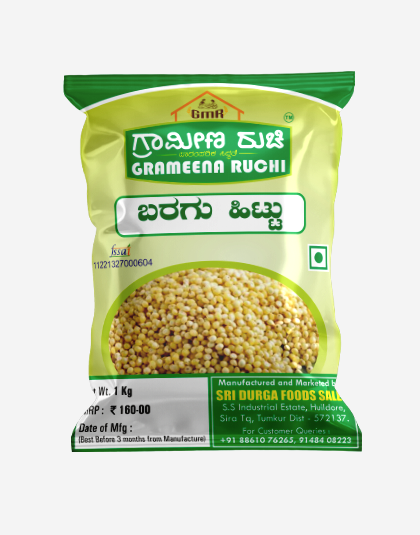 GMR
TM
ಗ್ರಾಮೀಣ ರುಚಿ
GRAMEENA RUCHI
ಬರಗು ಹಿಟ್ಟು
fssai
11221327000604
Wt. 1 Kg
MRP : ₹ 160-00
Date of Mfg :
(Best Before 3 months from Manufacture)
Manufactured and Marketed b
SRI DURGA FOODS SAL
S.S Industrial Estate, Huildore,
Sira Tq, Tumkur Dist - 572137.
For Customer Queries :
+91 88610 76265, 91484 08223